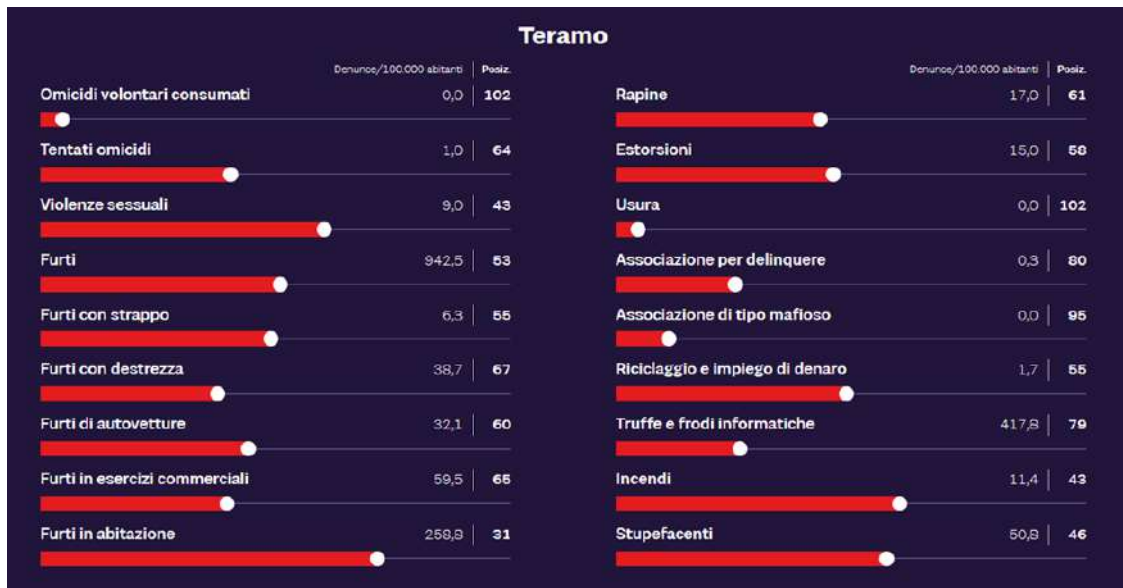 Teramo
Denunce/100.000 abitanti | Posiz.
Omicidi volontari consumati 0,0 | 102
Tentati omicidi 1,0 | 64
Violenze sessuali 9,0 | 43
Furti 942,5 | 53
Furti con strappo 6,3 | 55
Furti con destrezza 38,7 | 67
Furti di autovetture 32,1 | 60
Furti in esercizi commerciali 59,5 | 65
Furti in abitazione 258,8 | 31
Denunce/100.000 abitanti | Posiz.
Rapine 17,0 | 61
Estorsioni 15,0 | 58
Usura 0,0 | 102
Associazione per delinquere 0,3 | 80
Associazione di tipo mafioso 0,0 | 95
Riciclaggio e impiego di denaro 1,7 | 55
Truffe e frodi informatiche 417,8 | 79
Incendi 11,4 | 43
Stupefacenti 50,8 | 46